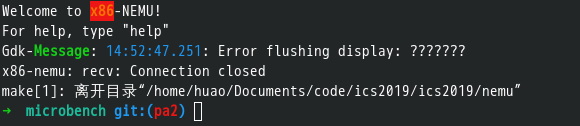 Welcome to x86-NEMU!
For help, type "help"
Gdk-Message: 14:52:47.251: Error flushing display: ???????
x86-nemu: recv: Connection closed
make[1]: 离开目录“/home/huao/Documents/code/ics2019/ics2019/nemu”
➜ microbench git:(pa2)